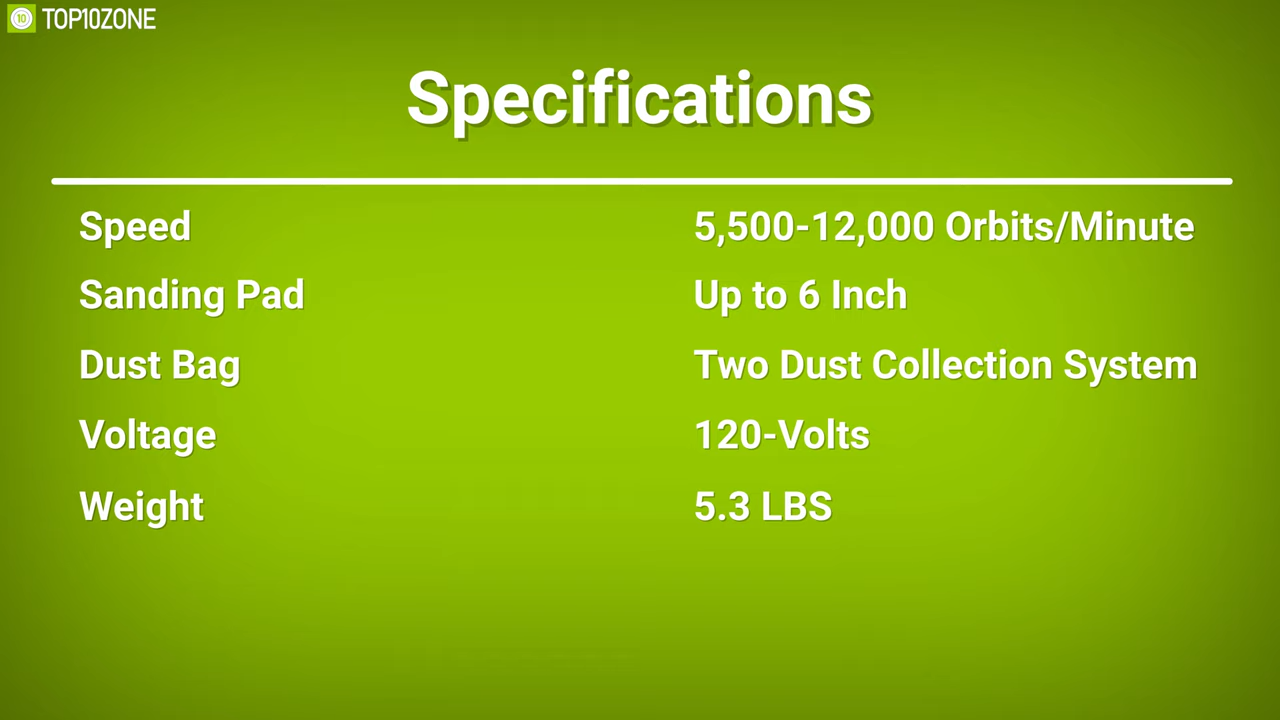 10 TOP10ZONE
Specifications
Speed 5,500-12,000 Orbits/Minute
Sanding Pad Up to 6 Inch
Dust Bag Two Dust Collection System
Voltage 120-Volts
Weight 5.3 LBS